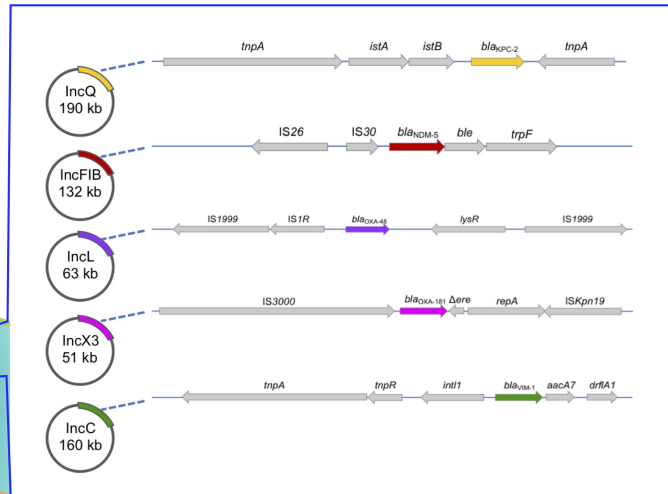 tnpA istA istB blaKPC-2 tnpA
IncQ
190 kb
IS26 IS30 blaNDM-5 ble trpF
IncFIB
132 kb
IS1999 IS1R blaOXA-48 lysR IS1999
IncL
63 kb
IS3000 blaOXA-181 Δere repA ISKpn19
IncX3
51 kb
tnpA tnpR intl1 blaVIM-1 aacA7 drflA1
IncC
160 kb